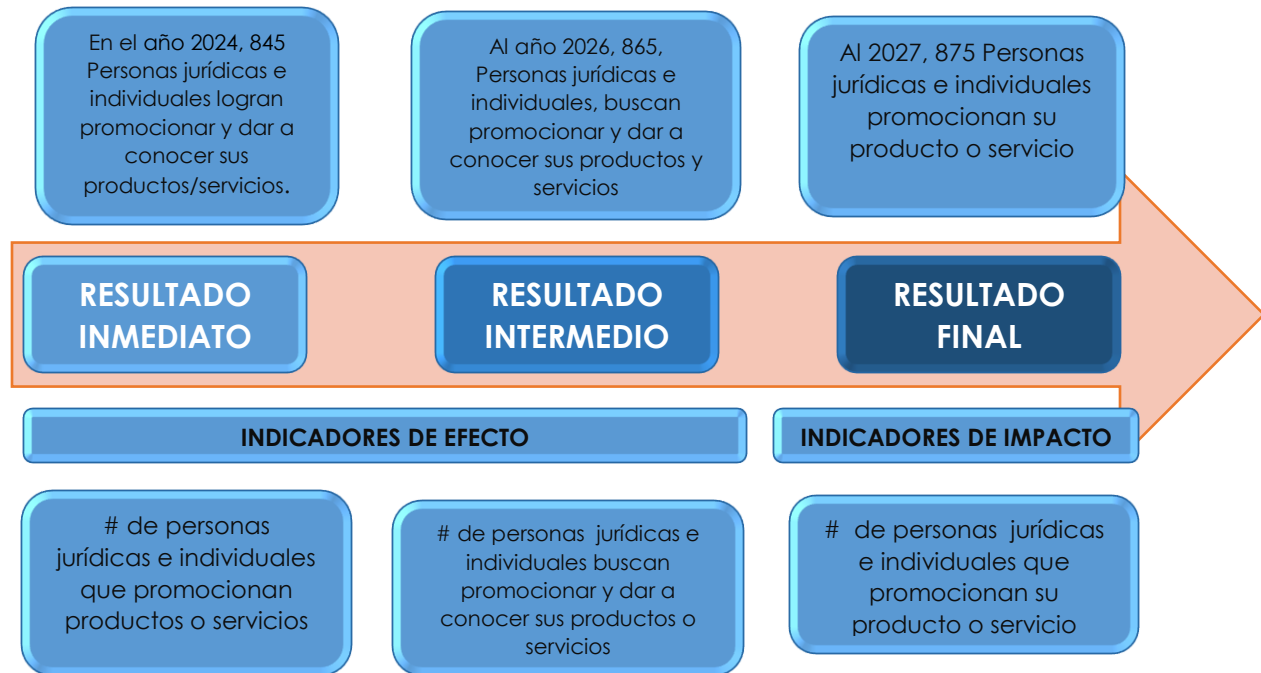 En el año 2024, 845
Personas jurídicas e
individuales logran
promocionar y dar a
conocer sus
productos/servicios.
Al año 2026, 865,
Personas jurídicas e
individuales, buscan
promocionar y dar a
conocer sus productos y
servicios
Al 2027, 875 Personas
jurídicas e individuales
promocionan su
producto o servicio
RESULTADO
INMEDIATO
RESULTADO
INTERMEDIO
RESULTADO
FINAL
INDICADORES DE EFECTO
INDICADORES DE IMPACTO
# de personas
jurídicas e individuales
que promocionan
productos o servicios
# de personas jurídicas e
individuales buscan
promocionar y dar a
conocer sus productos o
servicios
# de personas jurídicas
e individuales que
promocionan su
producto o servicio